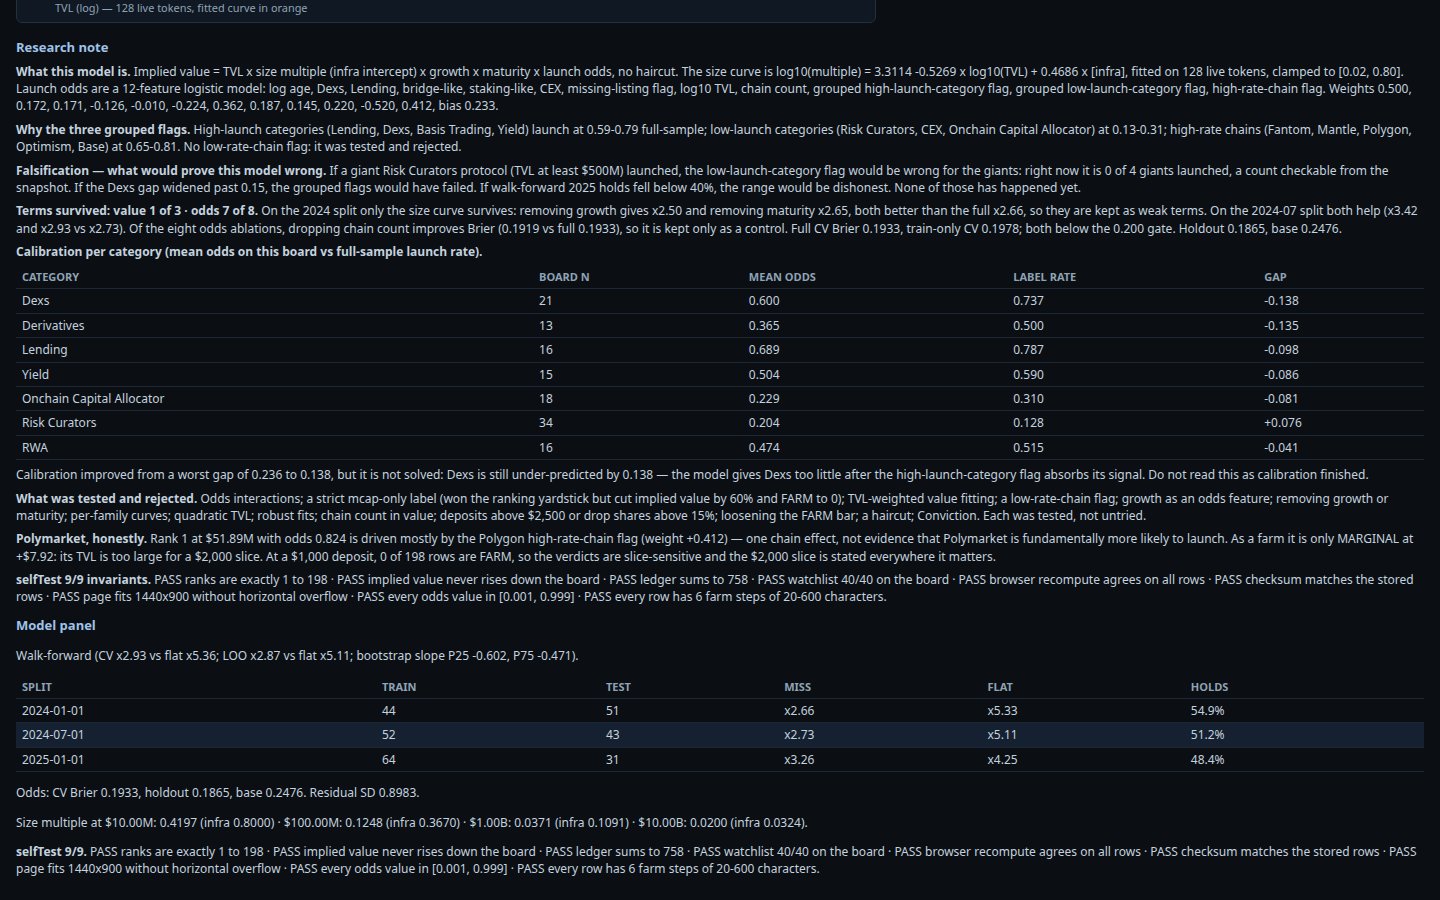 TVL (log) — 128 live tokens, fitted curve in orange
Research note
What this model is. Implied value = TVL x size multiple (infra intercept) x growth x maturity x launch odds, no haircut. The size curve is log10(multiple) = 3.3114 -0.5269 x log10(TVL) + 0.4686 x [infra], fitted on 128 live tokens, clamped to [0.02, 0.80].
Launch odds are a 12-feature logistic model: log age, Dexs, Lending, bridge-like, staking-like, CEX, missing-listing flag, log10 TVL, chain count, grouped high-launch-category flag, grouped low-launch-category flag, high-rate-chain flag. Weights 0.500,
0.172, 0.171, -0.126, -0.010, -0.224, 0.362, 0.187, 0.145, 0.220, -0.520, 0.412, bias 0.233.
Why the three grouped flags. High-launch categories (Lending, Dexs, Basis Trading, Yield) launch at 0.59-0.79 full-sample; low-launch categories (Risk Curators, CEX, Onchain Capital Allocator) at 0.13-0.31; high-rate chains (Fantom, Mantle, Polygon,
Optimism, Base) at 0.65-0.81. No low-rate-chain flag: it was tested and rejected.
Falsification — what would prove this model wrong. If a giant Risk Curators protocol (TVL at least $500M) launched, the low-launch-category flag would be wrong for the giants: right now it is 0 of 4 giants launched, a count checkable from the
snapshot. If the Dexs gap widened past 0.15, the grouped flags would have failed. If walk-forward 2025 holds fell below 40%, the range would be dishonest. None of those has happened yet.
Terms survived: value 1 of 3 · odds 7 of 8. On the 2024 split only the size curve survives: removing growth gives x2.50 and removing maturity x2.65, both better than the full x2.66, so they are kept as weak terms. On the 2024-07 split both help (x3.42
and x2.93 vs x2.73). Of the eight odds ablations, dropping chain count improves Brier (0.1919 vs full 0.1933), so it is kept only as a control. Full CV Brier 0.1933, train-only CV 0.1978; both below the 0.200 gate. Holdout 0.1865, base 0.2476.
Calibration per category (mean odds on this board vs full-sample launch rate).
CATEGORY BOARD N MEAN ODDS LABEL RATE GAP
Dexs 21 0.600 0.737 -0.138
Derivatives 13 0.365 0.500 -0.135
Lending 16 0.689 0.787 -0.098
Yield 15 0.504 0.590 -0.086
Onchain Capital Allocator 18 0.229 0.310 -0.081
Risk Curators 34 0.204 0.128 +0.076
RWA 16 0.474 0.515 -0.041
Calibration improved from a worst gap of 0.236 to 0.138, but it is not solved: Dexs is still under-predicted by 0.138 — the model gives Dexs too little after the high-launch-category flag absorbs its signal. Do not read this as calibration finished.
What was tested and rejected. Odds interactions; a strict mcap-only label (won the ranking yardstick but cut implied value by 60% and FARM to 0); TVL-weighted value fitting; a low-rate-chain flag; growth as an odds feature; removing growth or
maturity; per-family curves; quadratic TVL; robust fits; chain count in value; deposits above $2,500 or drop shares above 15%; loosening the FARM bar; a haircut; Conviction. Each was tested, not untried.
Polymarket, honestly. Rank 1 at $51.89M with odds 0.824 is driven mostly by the Polygon high-rate-chain flag (weight +0.412) — one chain effect, not evidence that Polymarket is fundamentally more likely to launch. As a farm it is only MARGINAL at
+$7.92: its TVL is too large for a $2,000 slice. At a $1,000 deposit, 0 of 198 rows are FARM, so the verdicts are slice-sensitive and the $2,000 slice is stated everywhere it matters.
selfTest 9/9 invariants. PASS ranks are exactly 1 to 198 · PASS implied value never rises down the board · PASS ledger sums to 758 · PASS watchlist 40/40 on the board · PASS browser recompute agrees on all rows · PASS checksum matches the stored
rows · PASS page fits 1440x900 without horizontal overflow · PASS every odds value in [0.001, 0.999] · PASS every row has 6 farm steps of 20-600 characters.
Model panel
Walk-forward (CV x2.93 vs flat x5.36; LOO x2.87 vs flat x5.11; bootstrap slope P25 -0.602, P75 -0.471).
SPLIT TRAIN TEST MISS FLAT HOLDS
2024-01-01 44 51 x2.66 x5.33 54.9%
2024-07-01 52 43 x2.73 x5.11 51.2%
2025-01-01 64 31 x3.26 x4.25 48.4%
Odds: CV Brier 0.1933, holdout 0.1865, base 0.2476. Residual SD 0.8983.
Size multiple at $10.00M: 0.4197 (infra 0.8000) · $100.00M: 0.1248 (infra 0.3670) · $1.00B: 0.0371 (infra 0.1091) · $10.00B: 0.0200 (infra 0.0324).
selfTest 9/9. PASS ranks are exactly 1 to 198 · PASS implied value never rises down the board · PASS ledger sums to 758 · PASS watchlist 40/40 on the board · PASS browser recompute agrees on all rows · PASS checksum matches the stored rows · PASS
page fits 1440x900 without horizontal overflow · PASS every odds value in [0.001, 0.999] · PASS every row has 6 farm steps of 20-600 characters.